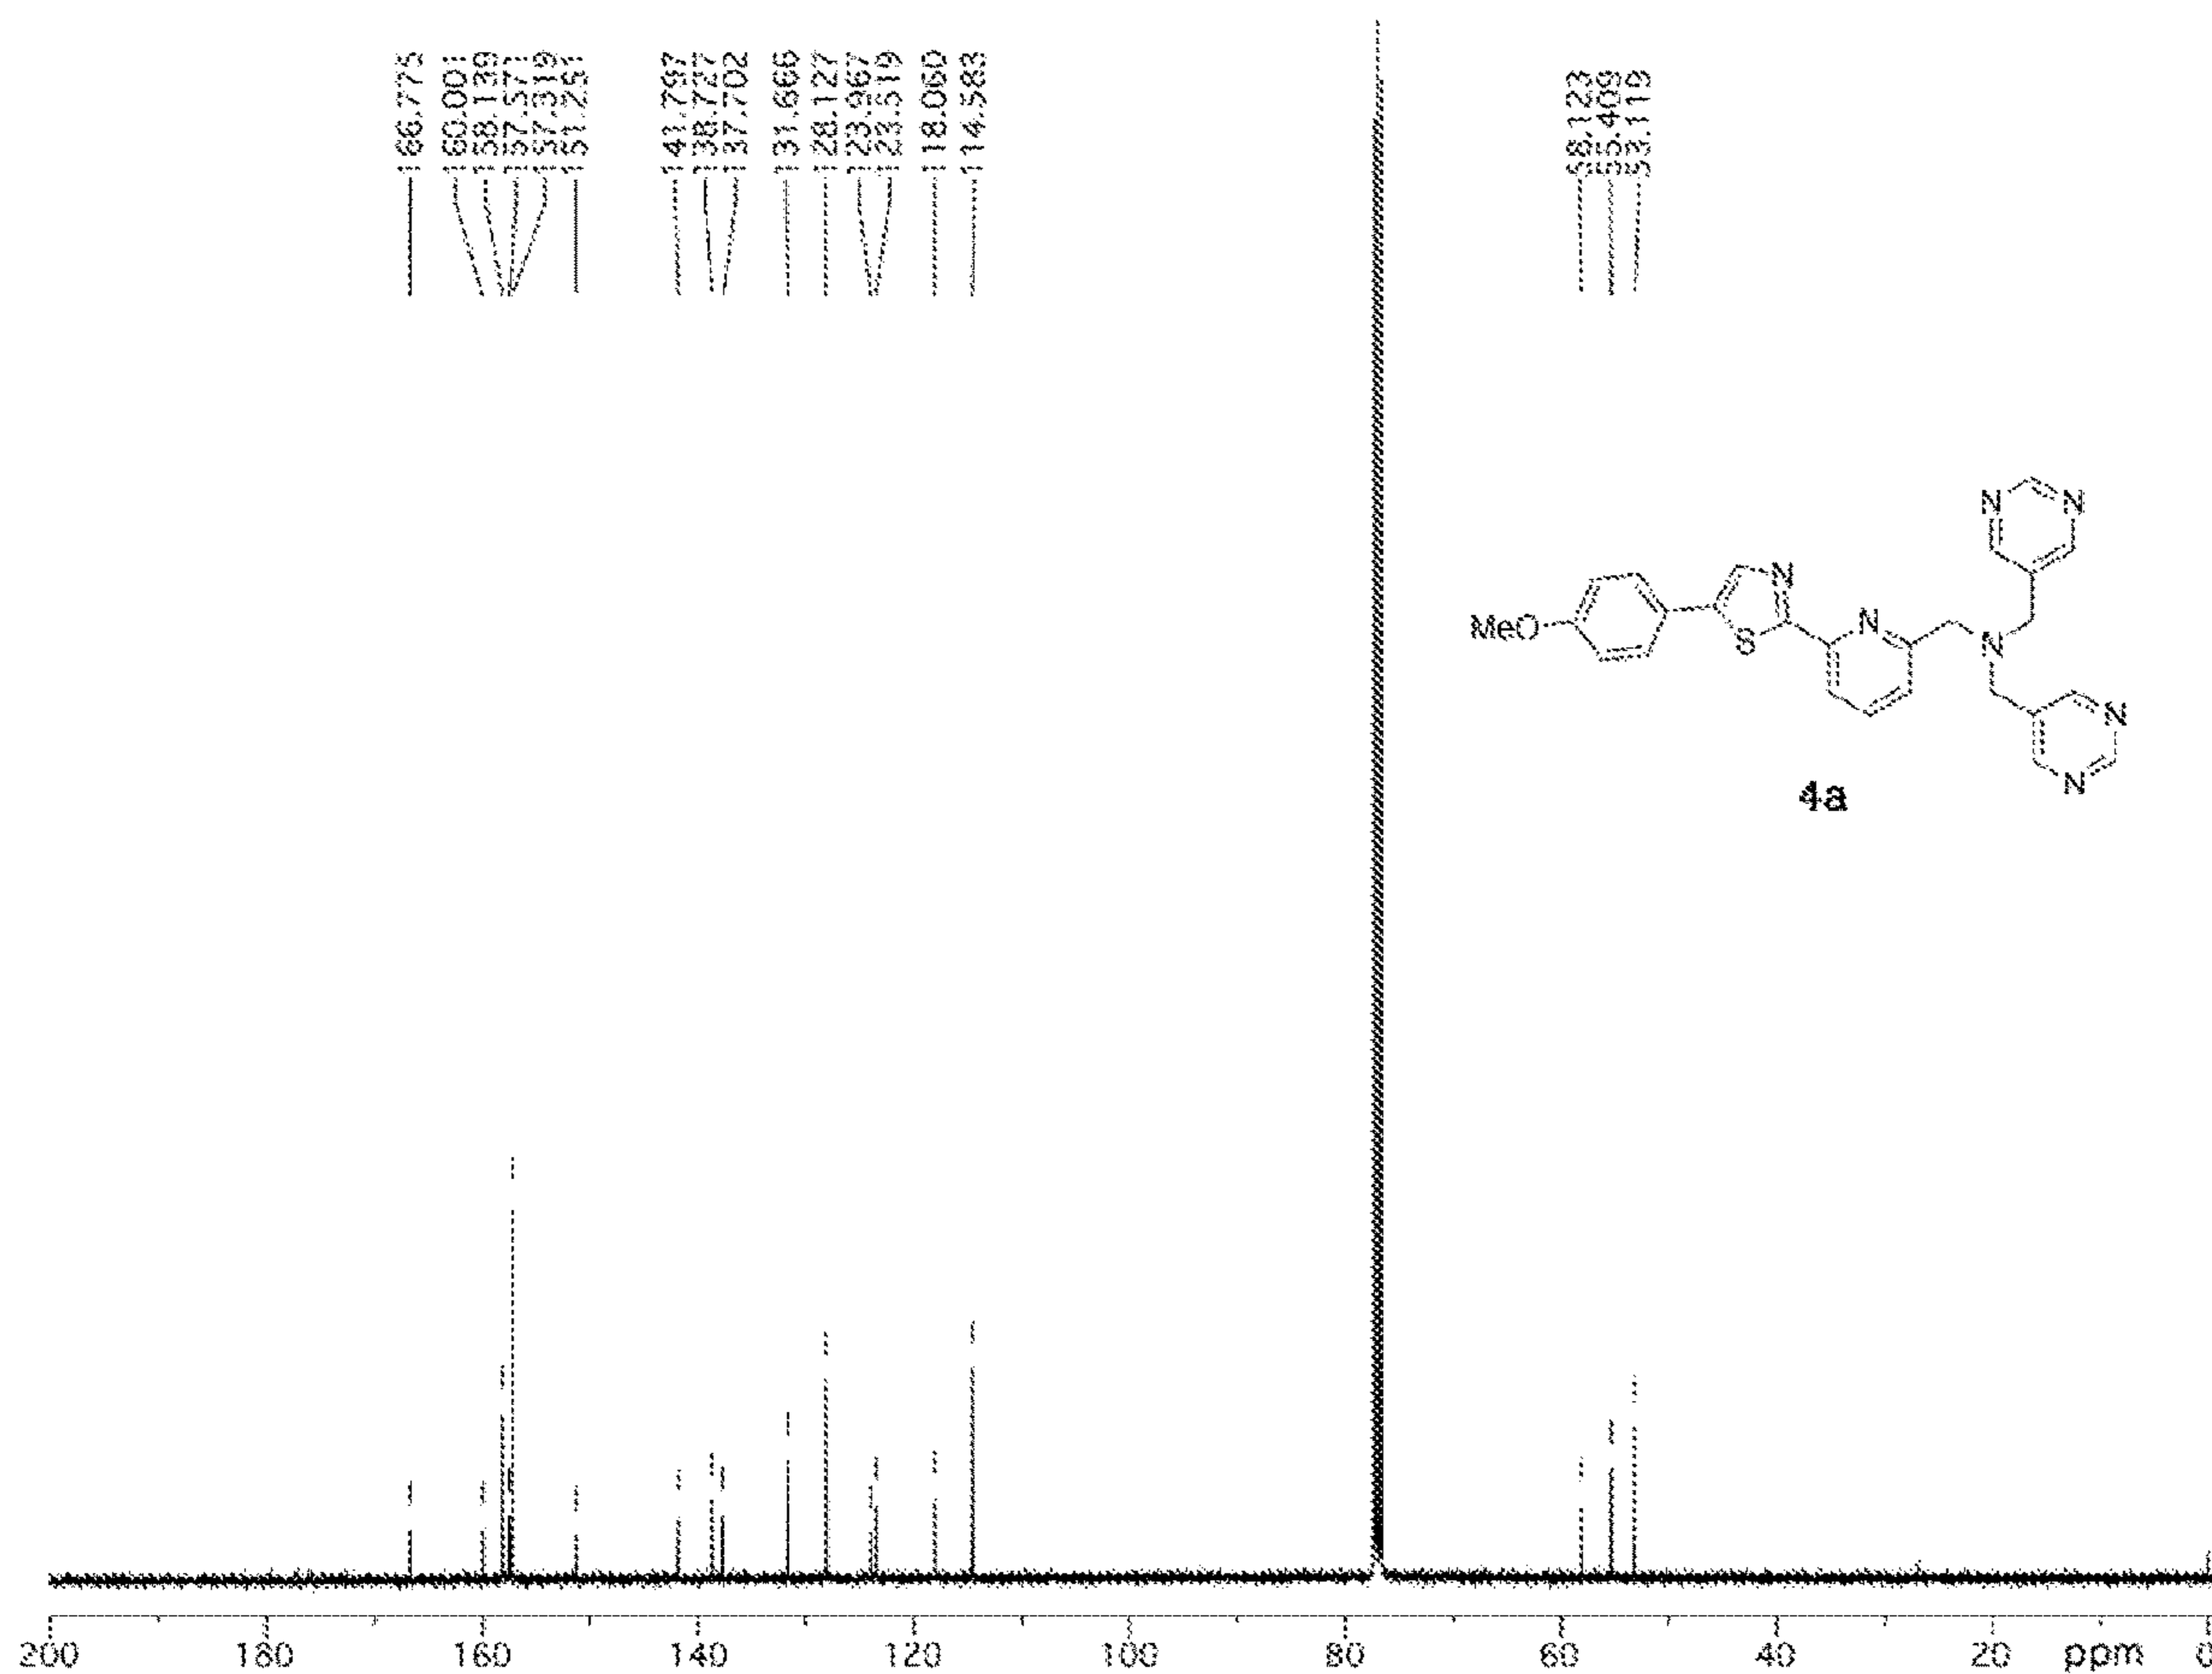 166.775
160.001
158.139
157.571
157.319
151.251
141.797
138.727
137.702
131.666
128.127
123.967
123.519
118.060
114.583
58.123
55.409
53.119
N
N
N
MeO
S
N
N
N
N
4a
200 180 160 140 120 100 80 60 40 20 ppm 0